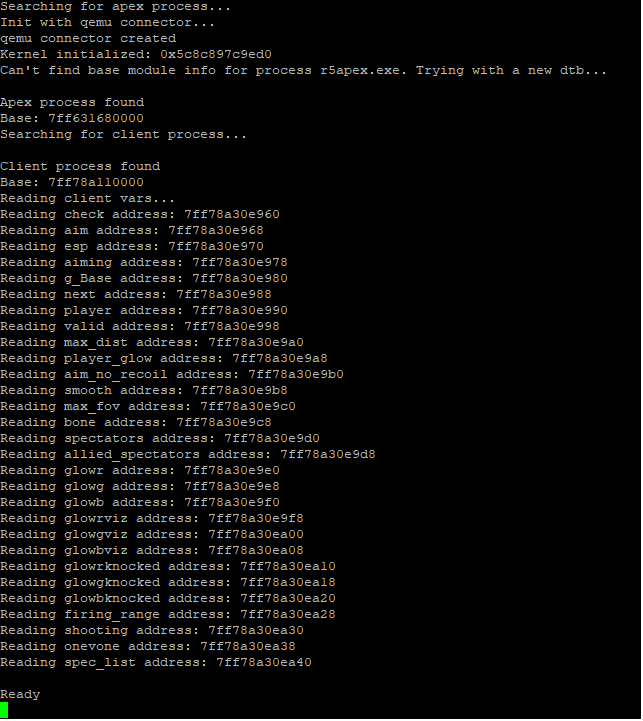 Searching for apex process...
Init with qemu connector...
qemu connector created
Kernel initialized: 0x5c8c897c9ed0
Can't find base module info for process r5apex.exe. Trying with a new dtb...
Apex process found
Base: 7ff631680000
Searching for client process...
Client process found
Base: 7ff78a110000
Reading client vars...
Reading check address: 7ff78a30e960
Reading aim address: 7ff78a30e968
Reading esp address: 7ff78a30e970
Reading aiming address: 7ff78a30e978
Reading g_Base address: 7ff78a30e980
Reading next address: 7ff78a30e988
Reading player address: 7ff78a30e990
Reading valid address: 7ff78a30e998
Reading max_dist address: 7ff78a30e9a0
Reading player_glow address: 7ff78a30e9a8
Reading aim_no_recoil address: 7ff78a30e9b0
Reading smooth address: 7ff78a30e9b8
Reading max_fov address: 7ff78a30e9c0
Reading bone address: 7ff78a30e9c8
Reading spectators address: 7ff78a30e9d0
Reading allied_spectators address: 7ff78a30e9d8
Reading glowr address: 7ff78a30e9e0
Reading glowg address: 7ff78a30e9e8
Reading glowb address: 7ff78a30e9f0
Reading glowrviz address: 7ff78a30e9f8
Reading glowgviz address: 7ff78a30ea00
Reading glowbviz address: 7ff78a30ea08
Reading glowrknocked address: 7ff78a30ea10
Reading glowgknocked address: 7ff78a30ea18
Reading glowbknocked address: 7ff78a30ea20
Reading firing_range address: 7ff78a30ea28
Reading shooting address: 7ff78a30ea30
Reading onevone address: 7ff78a30ea38
Reading spec_list address: 7ff78a30ea40
Ready